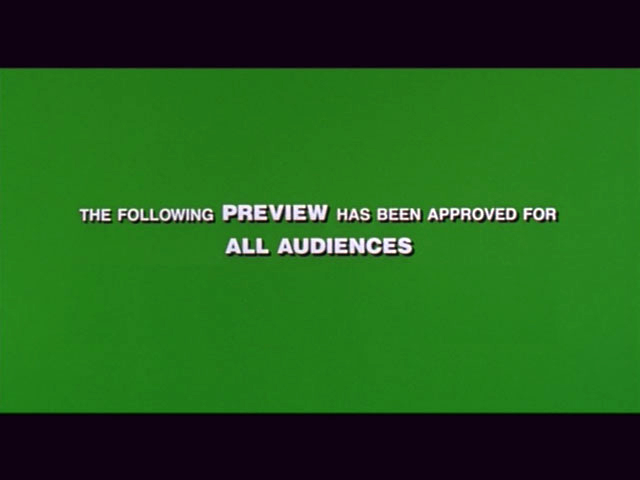 THE FOLLOWING PREVIEW HAS BEEN APPROVED FOR
ALL AUDIENCES